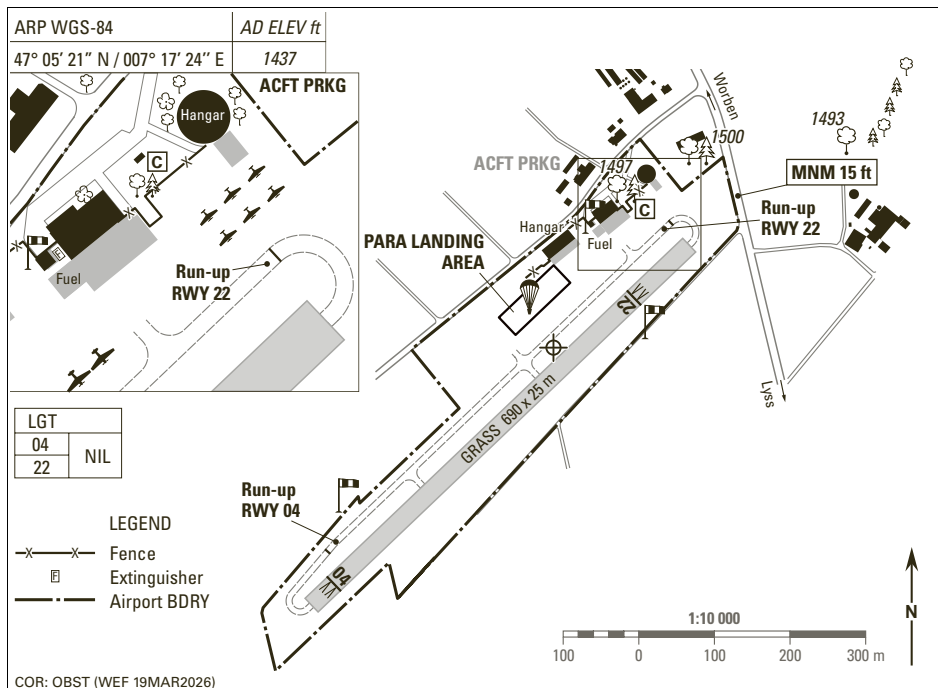 ARP WGS-84
AD ELEV ft
47° 05′ 21″ N / 007° 17′ 24″ E
1437
ACFT PRKG
Hangar
C
Fuel
F
Run-up
RWY 22
Worben
1493
1500
ACFT PRKG
1497
MNM 15 ft
C
Run-up
RWY 22
Hangar
Fuel
PARA LANDING
AREA
22
GRASS 690 x 25 m
Lyss
LGT
04
22
NIL
Run-up
RWY 04
04
LEGEND
Fence
F
Extinguisher
Airport BDRY
1:10 000
100
0
100
200
300 m
N
COR: OBST (WEF 19MAR2026)